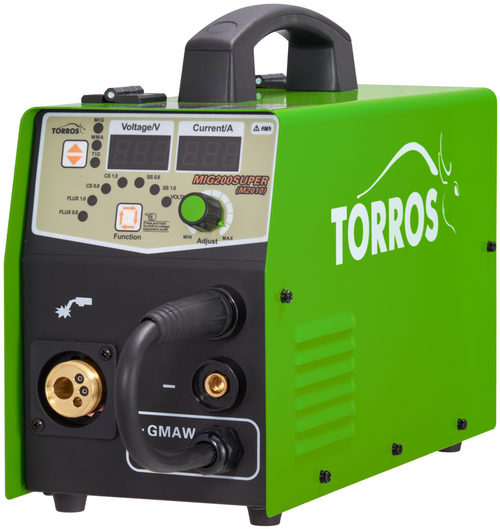 TORROS
MIG
MMA
TIG
Voltage/V
Current/A
MIG200SUPER
(M2010)
CS 1.0
CS 0.8
FLUX 1.0
FLUX 0.8
SS 0.8
SS 1.0
VOLT
Function
MIN
MAX
Adjust
TORROS
GMAW